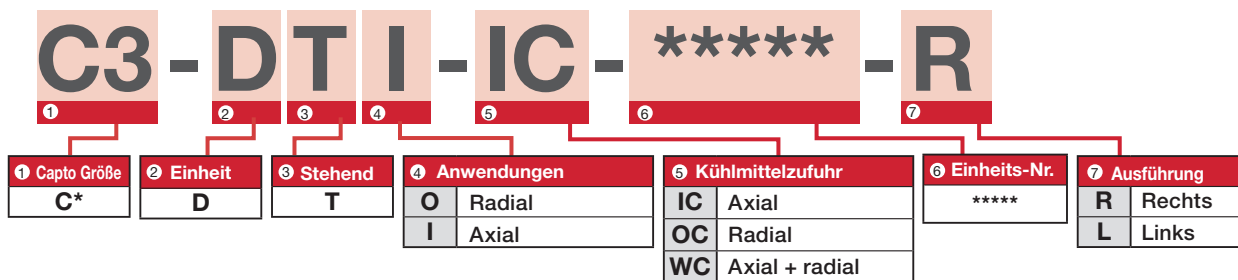 C3 - D T I - IC - ***** - R
① ② ③ ④ ⑤ ⑥ ⑦
① Capto Größe
C*
② Einheit
D
③ Stehend
T
④ Anwendungen
O Radial
I Axial
⑤ Kühlmittelzufuhr
IC Axial
OC Radial
WC Axial + radial
⑥ Einheits-Nr.
*****
⑦ Ausführung
R Rechts
L Links